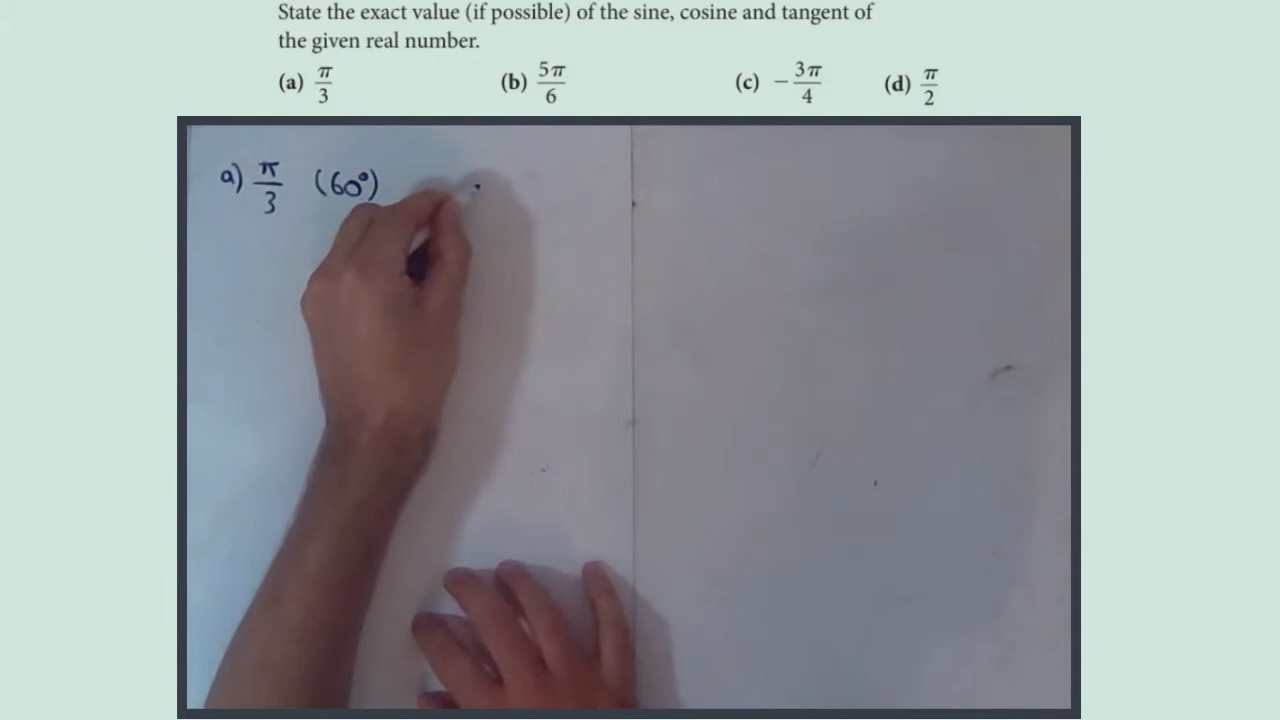 State the exact value (if possible) of the sine, cosine and tangent of
the given real number.
(a) π/3 (b) 5π/6 (c) −3π/4 (d) π/2
a) π/3 (60°)